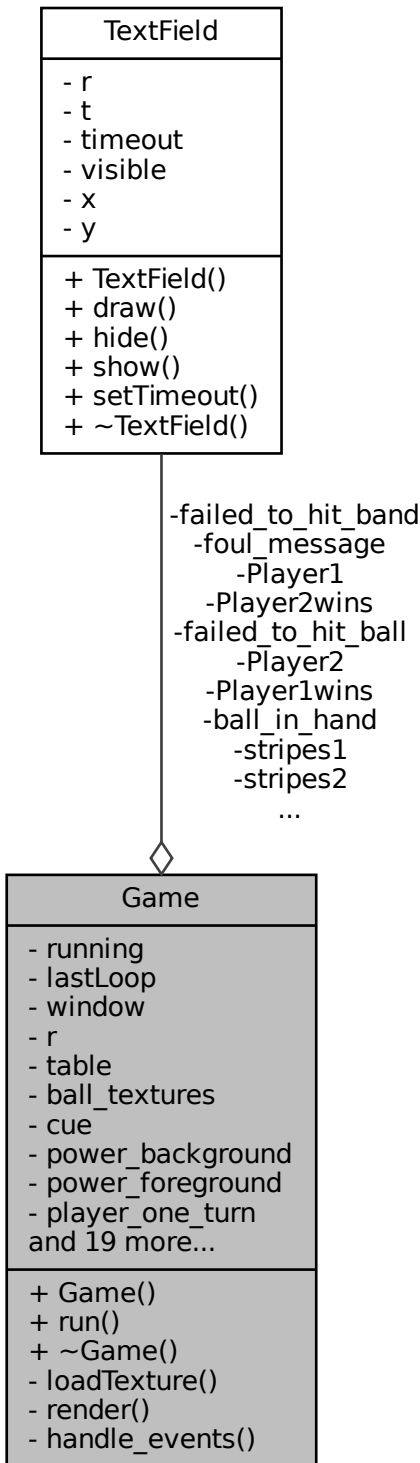 TextField
- r
- t
- timeout
- visible
- x
- y
+ TextField()
+ draw()
+ hide()
+ show()
+ setTimeout()
+ ~TextField()
-failed_to_hit_band
-foul_message
-Player1
-Player2wins
-failed_to_hit_ball
-Player2
-Player1wins
-ball_in_hand
-stripes1
-stripes2
...
Game
- running
- lastLoop
- window
- r
- table
- ball_textures
- cue
- power_background
- power_foreground
- player_one_turn
and 19 more...
+ Game()
+ run()
+ ~Game()
- loadTexture()
- render()
- handle_events()